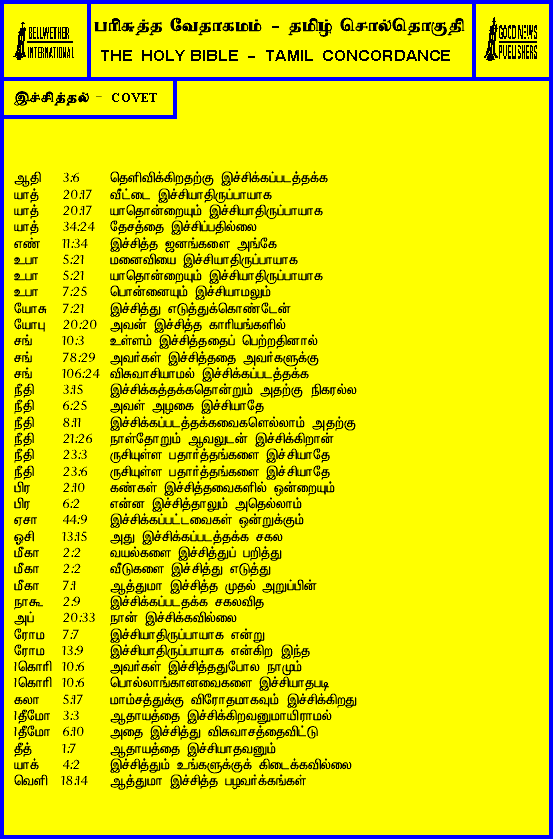 BELLWETHER
INTERNATIONAL
பரிசுத்த வேதாகமம் - தமிழ் சொல்தொகுதி
THE HOLY BIBLE - TAMIL CONCORDANCE
GOOD NEWS
PUBLISHERS
இச்சித்தல் - COVET
ஆதி 3:6 தெளிவிக்கிறதற்கு இச்சிக்கப்படத்தக்க
யாத் 20:17 வீட்டை இச்சியாதிருப்பாயாக
யாத் 20:17 யாதொன்றையும் இச்சியாதிருப்பாயாக
யாத் 34:24 தேசத்தை இச்சிப்பதில்லை
எண் 11:34 இச்சித்த ஜனங்களை அங்கே
உபா 5:21 மனைவியை இச்சியாதிருப்பாயாக
உபா 5:21 யாதொன்றையும் இச்சியாதிருப்பாயாக
உபா 7:25 பொன்னையும் இச்சியாமலும்
யோசு 7:21 இச்சித்து எடுத்துக்கொண்டேன்
யோபு 20:20 அவன் இச்சித்த காரியங்களில்
சங் 10:3 உள்ளம் இச்சித்ததைப் பெற்றதினால்
சங் 78:29 அவர்கள் இச்சித்ததை அவர்களுக்கு
சங் 106:24 விசுவாசியாமல் இச்சிக்கப்படத்தக்க
நீதி 3:15 இச்சிக்கத்தக்கதொன்றும் அதற்கு நிகரல்ல
நீதி 6:25 அவள் அழகை இச்சியாதே
நீதி 8:11 இச்சிக்கப்படத்தக்கவைகளெல்லாம் அதற்கு
நீதி 21:26 நாள்தோறும் ஆவலுடன் இச்சிக்கிறான்
நீதி 23:3 ருசியுள்ள பதார்த்தங்களை இச்சியாதே
நீதி 23:6 ருசியுள்ள பதார்த்தங்களை இச்சியாதே
பிர 2:10 கண்கள் இச்சித்தவைகளில் ஒன்றையும்
பிர 6:2 என்ன இச்சித்தாலும் அதெல்லாம்
ஏசா 44:9 இச்சிக்கப்பட்டவைகள் ஒன்றுக்கும்
ஓசி 13:15 அது இச்சிக்கப்படத்தக்க சகல
மீகா 2:2 வயல்களை இச்சித்துப் பறித்து
மீகா 2:2 வீடுகளை இச்சித்து எடுத்து
மீகா 7:1 ஆத்துமா இச்சித்த முதல் அறுப்பின்
நாகூ 2:9 இச்சிக்கப்படதக்க சகலவித
அப் 20:33 நான் இச்சிக்கவில்லை
ரோம 7:7 இச்சியாதிருப்பாயாக என்று
ரோம 13:9 இச்சியாதிருப்பாயாக என்கிற இந்த
1கொரி 10:6 அவர்கள் இச்சித்ததுபோல நாமும்
1கொரி 10:6 பொல்லாங்கானவைகளை இச்சியாதபடி
கலா 5:17 மாம்சத்துக்கு விரோதமாகவும் இச்சிக்கிறது
1தீமோ 3:3 ஆதாயத்தை இச்சிக்கிறவனுமாயிராமல்
1தீமோ 6:10 அதை இச்சித்து விசுவாசத்தைவிட்டு
தீத் 1:7 ஆதாயத்தை இச்சியாதவனும்
யாக் 4:2 இச்சித்தும் உங்களுக்குக் கிடைக்கவில்லை
வெளி 18:14 ஆத்துமா இச்சித்த பழவர்க்கங்கள்